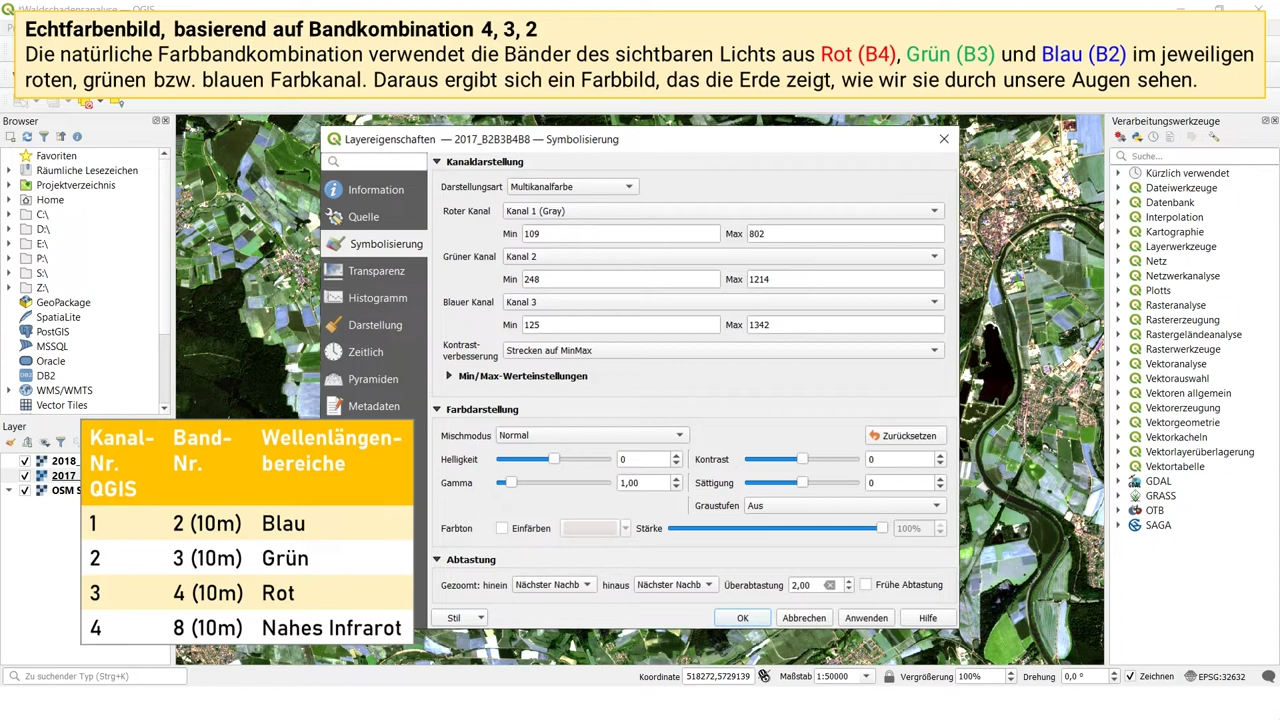 *Waldschadensanalyse — QGIS
Echtfarbenbild, basierend auf Bandkombination 4, 3, 2
Die natürliche Farbbandkombination verwendet die Bänder des sichtbaren Lichts aus Rot (B4), Grün (B3) und Blau (B2) im jeweiligen
roten, grünen bzw. blauen Farbkanal. Daraus ergibt sich ein Farbbild, das die Erde zeigt, wie wir sie durch unsere Augen sehen.
Browser
Favoriten
Räumliche Lesezeichen
Projektverzeichnis
Home
C:\
D:\
E:\
P:\
S:\
Z:\
GeoPackage
SpatiaLite
PostGIS
MSSQL
Oracle
DB2
WMS/WMTS
Vector Tiles
Layer
2018_
2017_
OSM S
Kanal- Band- Wellenlängen-
Nr. Nr. bereiche
QGIS
1 2 (10m) Blau
2 3 (10m) Grün
3 4 (10m) Rot
4 8 (10m) Nahes Infrarot
Layereigenschaften — 2017_B2B3B4B8 — Symbolisierung
Information
Quelle
Symbolisierung
Transparenz
Histogramm
Darstellung
Zeitlich
Pyramiden
Metadaten
Kanaldarstellung
Darstellungsart Multikanalfarbe
Roter Kanal Kanal 1 (Gray)
Min 109 Max 802
Grüner Kanal Kanal 2
Min 248 Max 1214
Blauer Kanal Kanal 3
Min 125 Max 1342
Kontrast-
verbesserung Strecken auf MinMax
Min/Max-Werteinstellungen
Farbdarstellung
Mischmodus Normal Zurücksetzen
Helligkeit 0 Kontrast 0
Gamma 1,00 Sättigung 0
Graustufen Aus
Farbton Einfärben Stärke 100%
Abtastung
Gezoomt: hinein Nächster Nachb hinaus Nächster Nachb Überabtastung 2,00 Frühe Abtastung
Stil OK Abbrechen Anwenden Hilfe
Verarbeitungswerkzeuge
Suche...
Kürzlich verwendet
Dateiwerkzeuge
Datenbank
Interpolation
Kartographie
Layerwerkzeuge
Netz
Netzwerkanalyse
Plotts
Rasteranalyse
Rastererzeugung
Rastergeländeanalyse
Rasterwerkzeuge
Vektoranalyse
Vektorauswahl
Vektoren allgemein
Vektorerzeugung
Vektorgeometrie
Vektorkacheln
Vektorlayerüberlagerung
Vektortabelle
GDAL
GRASS
OTB
SAGA
Zu suchender Typ (Strg+K) Koordinate 518272,5729139 Maßstab 1:50000 Vergrößerung 100% Drehung 0,0 ° Zeichnen EPSG:32632